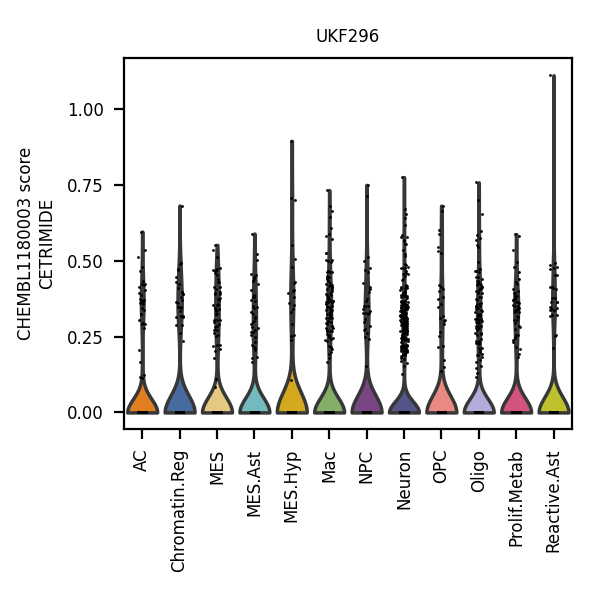 UKF296
CHEMBL1180003 score
CETRIMIDE
1.00
0.75
0.50
0.25
0.00
AC
Chromatin.Reg
MES
MES.Ast
MES.Hyp
Mac
NPC
Neuron
OPC
Oligo
Prolif.Metab
Reactive.Ast